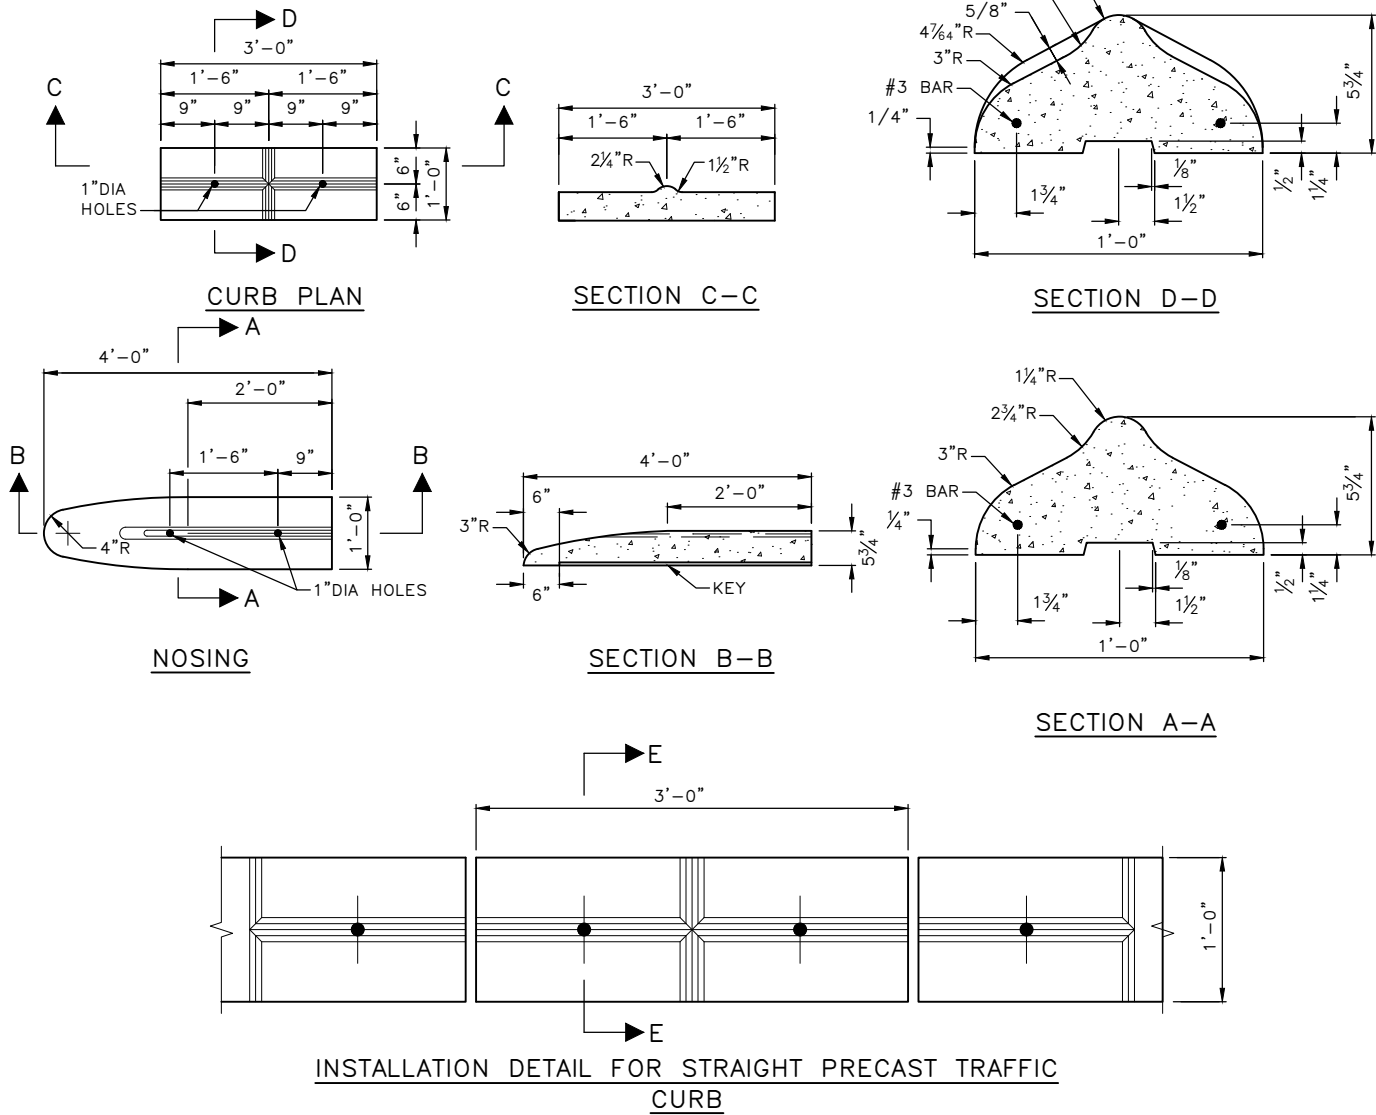 D
3'-0"
1'-6" 1'-6"
9" 9" 9" 9"
C C
6"
6"
1'-0"
1"DIA
HOLES
D
CURB PLAN
3'-0"
1'-6" 1'-6"
2¼"R 1½"R
SECTION C-C
5/8"
4⁷⁄₆₄"R
3"R
#3 BAR
1/4"
5¾"
⅛"
½"
1¼"
1¾"
1½"
1'-0"
SECTION D-D
A
4'-0"
2'-0"
B B
1'-6" 9"
4"R
1'-0"
1"DIA HOLES
A
NOSING
4'-0"
6" 2'-0"
3"R
5¾"
6"
KEY
SECTION B-B
1¼"R
2¾"R
3"R
#3 BAR
¼"
5¾"
⅛"
½"
1¼"
1¾"
1½"
1'-0"
SECTION A-A
E
3'-0"
1'-0"
E
INSTALLATION DETAIL FOR STRAIGHT PRECAST TRAFFIC
CURB